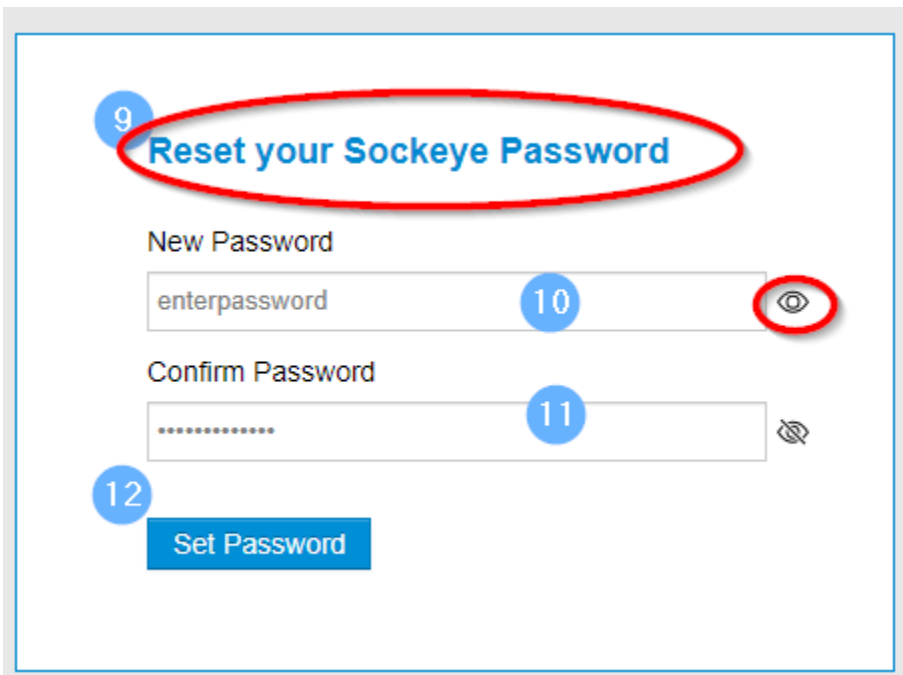 9
Reset your Sockeye Password
New Password
enterpassword 10
Confirm Password
••••••••••••• 11
12
Set Password